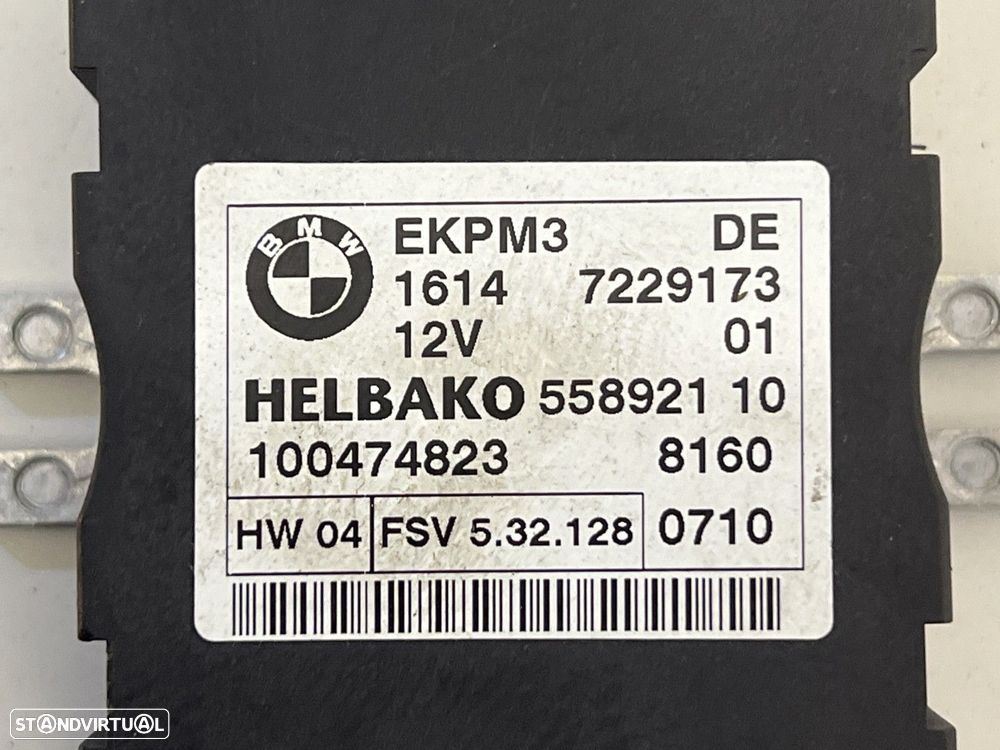 BMW
EKPM3 DE
1614 7229173
12V 01
HELBAKO 558921 10
100474823 8160
HW 04 FSV 5.32.128 0710
STANDVIRTUAL